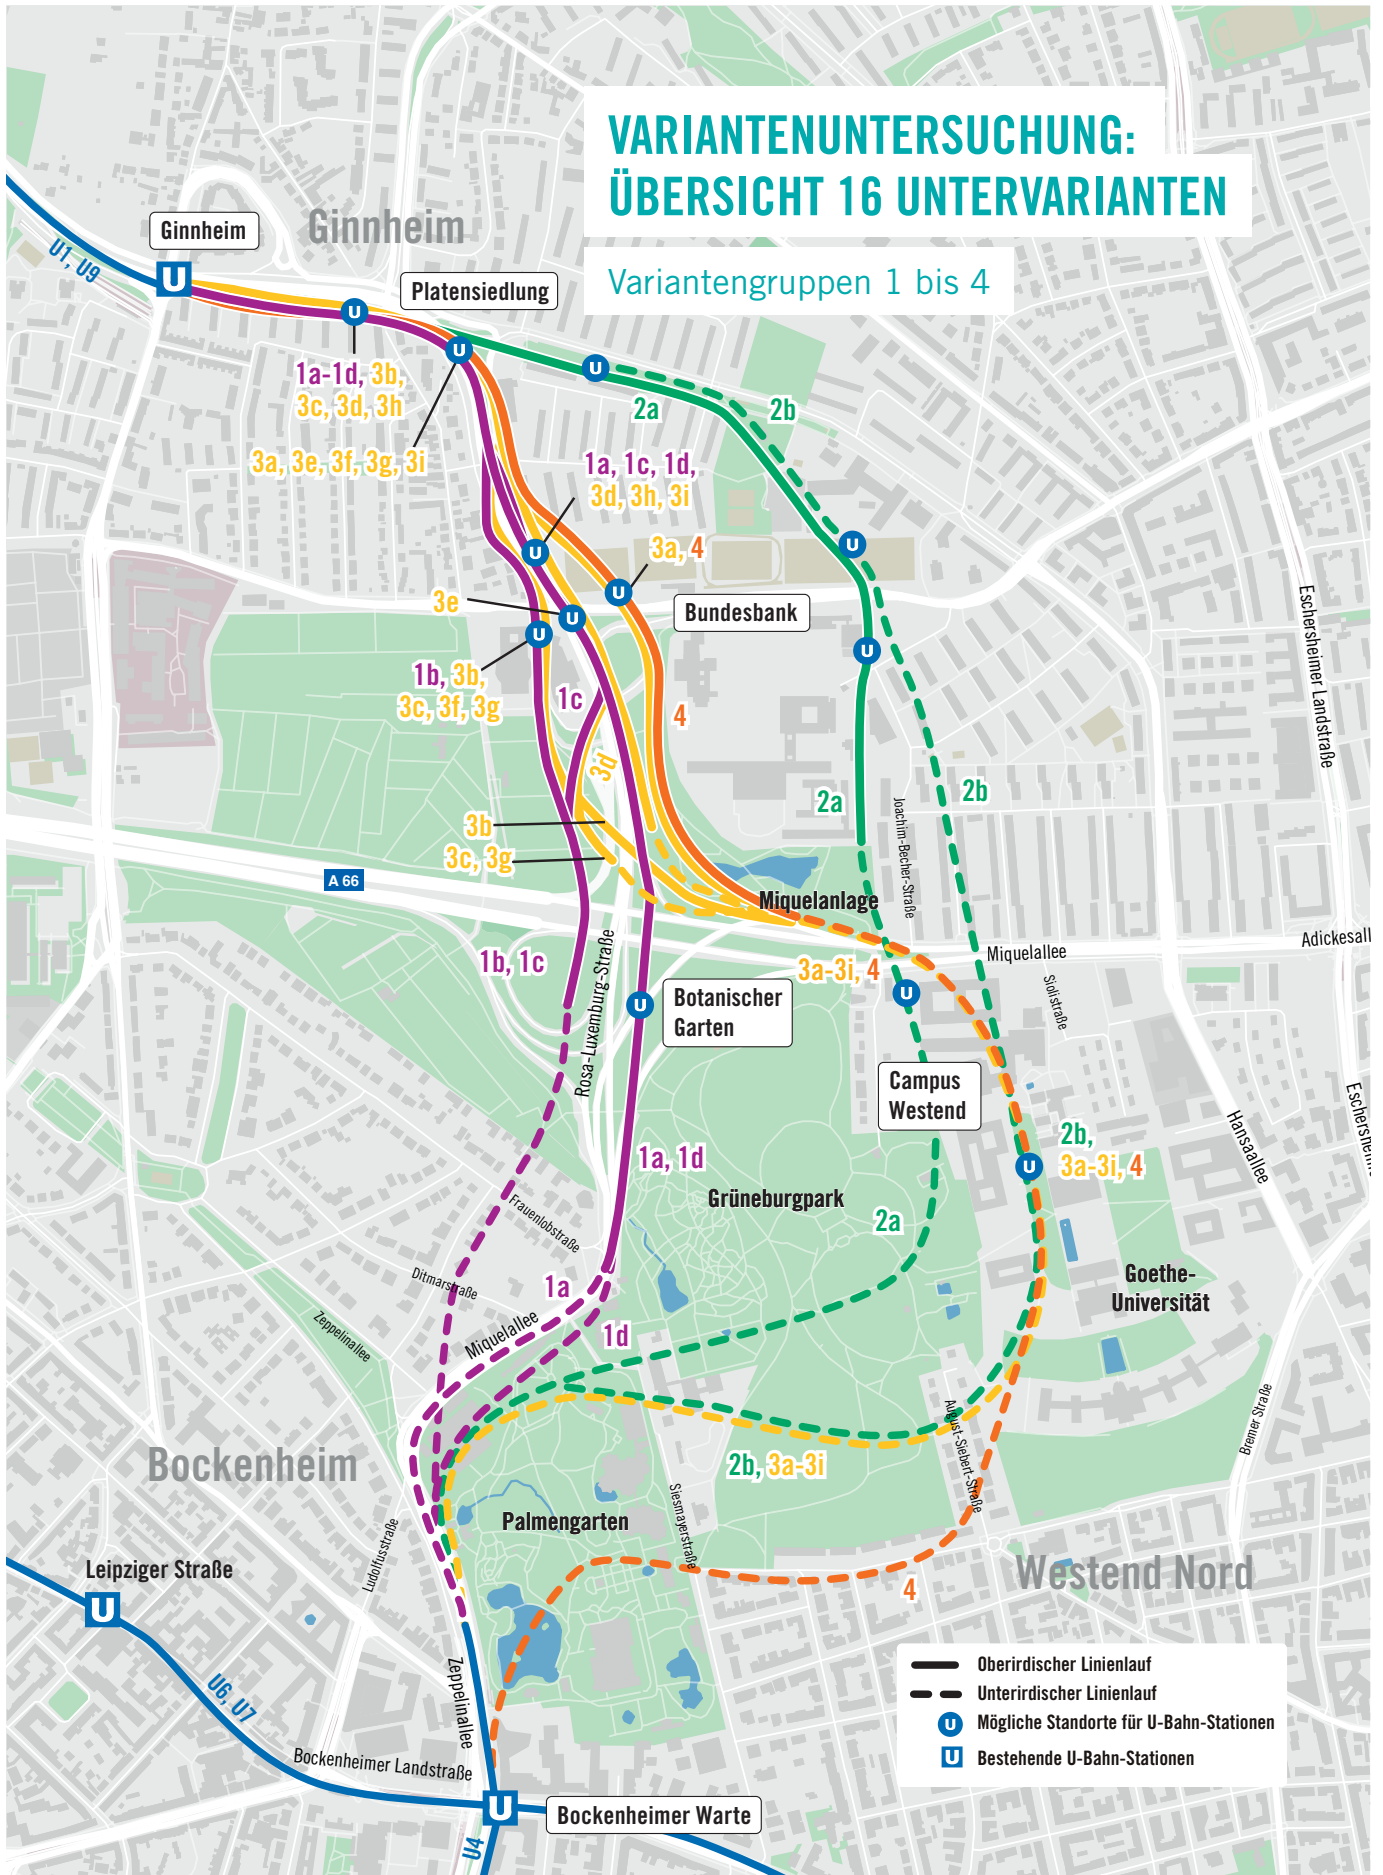 VARIANTENUNTERSUCHUNG:
ÜBERSICHT 16 UNTERVARIANTEN
Variantengruppen 1 bis 4
Ginnheim
Ginnheim
U1, U9
U
Platensiedlung
U
U
U
1a-1d, 3b,
3c, 3d, 3h
2a
2b
3a, 3e, 3f, 3g, 3i
1a, 1c, 1d,
3d, 3h, 3i
U
U
3a, 4
U
3e
U
Bundesbank
U
U
1b, 3b,
3c, 3f, 3g
1c
4
3d
2a
2b
Joachim-Becher-Straße
Eschersheimer Landstraße
3b
3c, 3g
A 66
Miquelanlage
Rosa-Luxemburg-Straße
1b, 1c
3a-3i, 4
Miquelallee
Adickesall
Siolistraße
U
U
Botanischer
Garten
Campus
Westend
Eschersheim
Hansaallee
1a, 1d
2b,
3a-3i, 4
U
Grüneburgpark
2a
Frauenlobstraße
Ditmarstraße
Goethe-
Universität
1a
Miquelallee
1d
Zeppelinallee
Bremer Straße
August-Siebert-Straße
Bockenheim
2b, 3a-3i
Siesmayerstraße
Palmengarten
Ludolfusstraße
Leipziger Straße
U
Westend Nord
4
U6, U7
Zeppelinallee
Bockenheimer Landstraße
Oberirdischer Linienlauf
Unterirdischer Linienlauf
U
Mögliche Standorte für U-Bahn-Stationen
U
Bestehende U-Bahn-Stationen
U
Bockenheimer Warte
U4